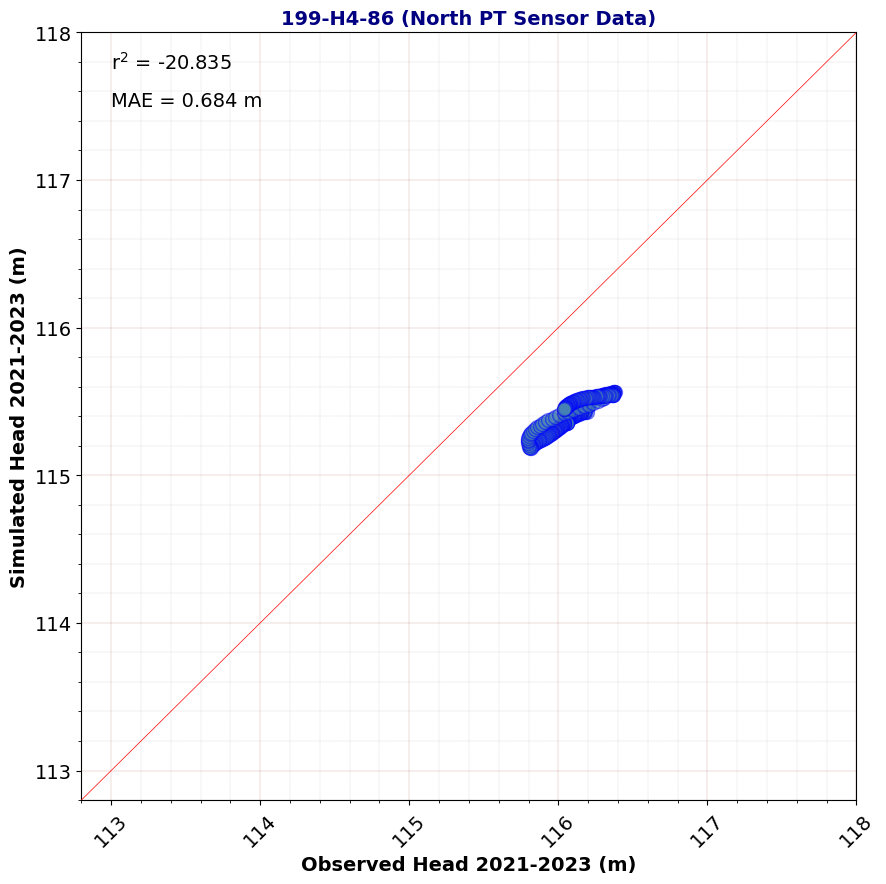 199-H4-86 (North PT Sensor Data)
r² = -20.835
MAE = 0.684 m
Simulated Head 2021-2023 (m)
118
117
116
115
114
113
113
114
115
116
117
118
Observed Head 2021-2023 (m)